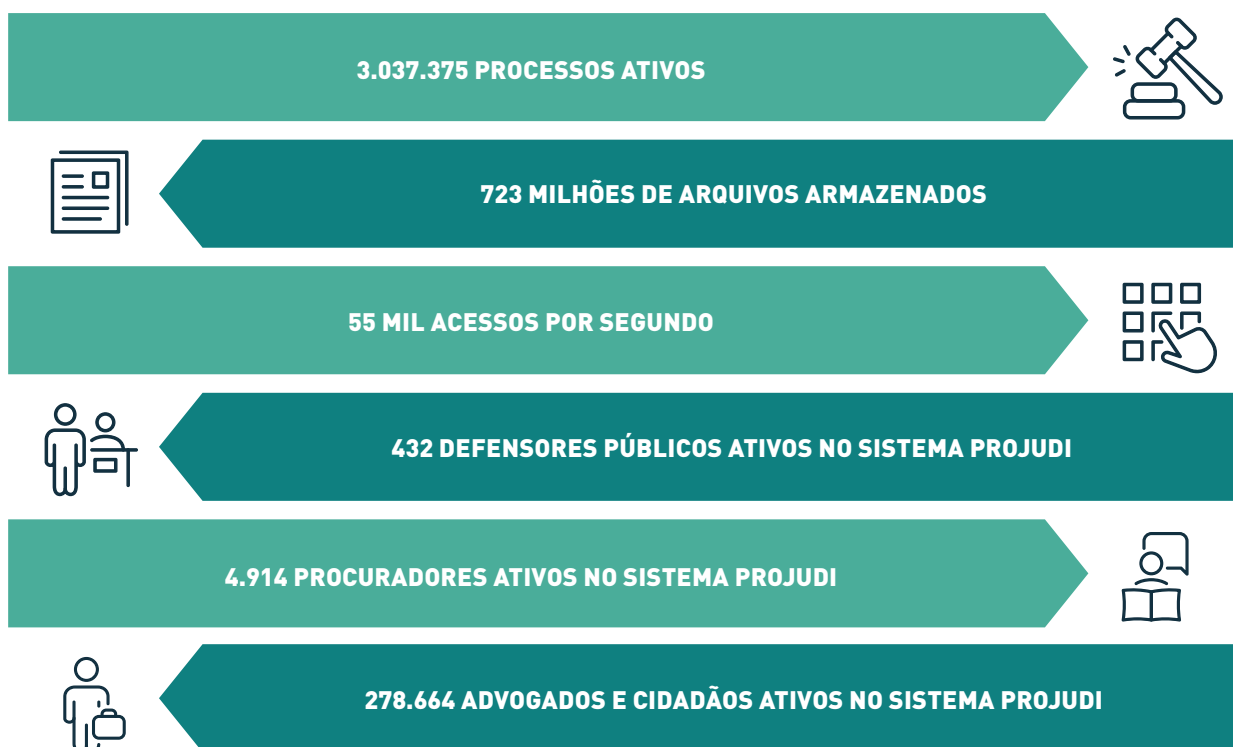 3.037.375 PROCESSOS ATIVOS
723 MILHÕES DE ARQUIVOS ARMAZENADOS
55 MIL ACESSOS POR SEGUNDO
432 DEFENSORES PÚBLICOS ATIVOS NO SISTEMA PROJUDI
4.914 PROCURADORES ATIVOS NO SISTEMA PROJUDI
278.664 ADVOGADOS E CIDADÃOS ATIVOS NO SISTEMA PROJUDI